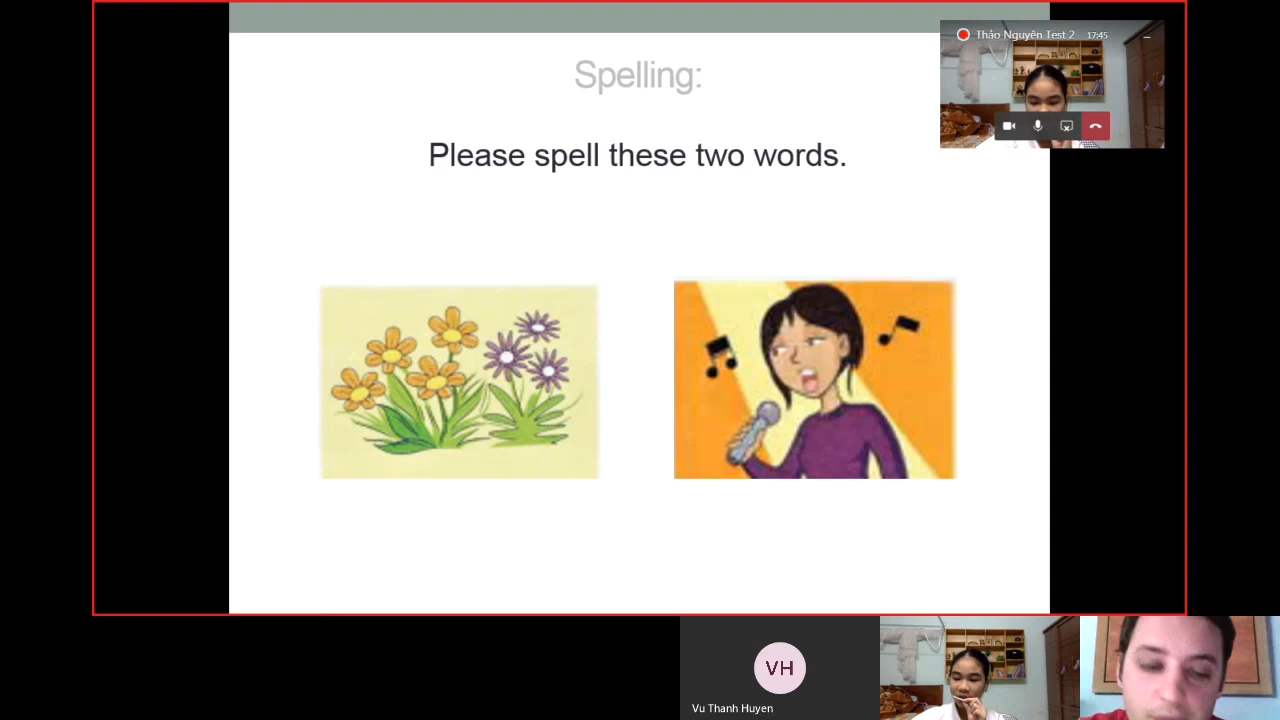 Thảo Nguyên Test 2 17:45
Spelling:
Please spell these two words.
VH
Vu Thanh Huyen